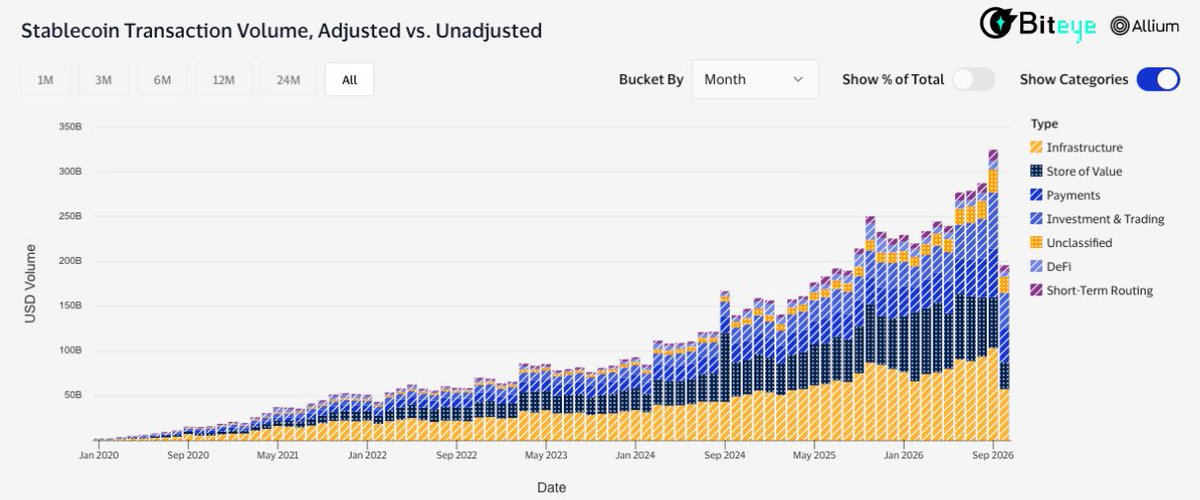 Stablecoin Transaction Volume, Adjusted vs. Unadjusted
Biteye
Allium
1M
3M
6M
12M
24M
All
Bucket By
Month
Show % of Total
Show Categories
350B
300B
250B
200B
150B
100B
50B
USD Volume
Jan 2020
Sep 2020
May 2021
Jan 2022
Sep 2022
May 2023
Jan 2024
Sep 2024
May 2025
Jan 2026
Sep 2026
Date
Type
Infrastructure
Store of Value
Payments
Investment & Trading
Unclassified
DeFi
Short-Term Routing